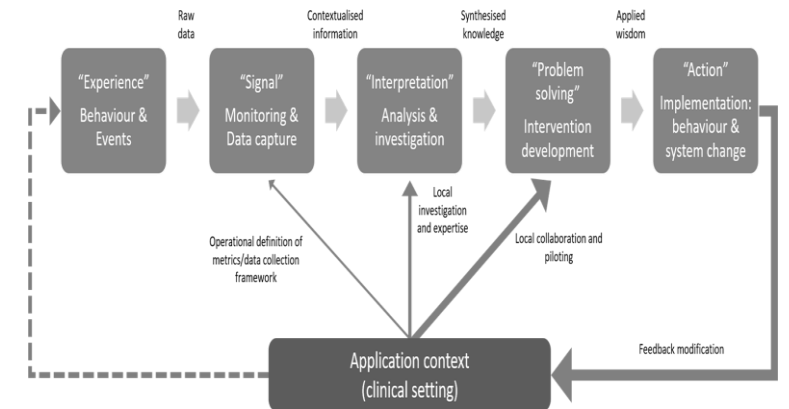 Raw
data
Contextualised
information
Synthesised
knowledge
Applied
wisdom
“Experience”
Behaviour &
Events
“Signal”
Monitoring &
Data capture
“Interpretation”
Analysis &
investigation
“Problem
solving”
Intervention
development
“Action”
Implementation:
behaviour &
system change
Operational definition of
metrics/data collection
framework
Local
investigation
and expertise
Local collaboration and
piloting
Feedback modification
Application context
(clinical setting)